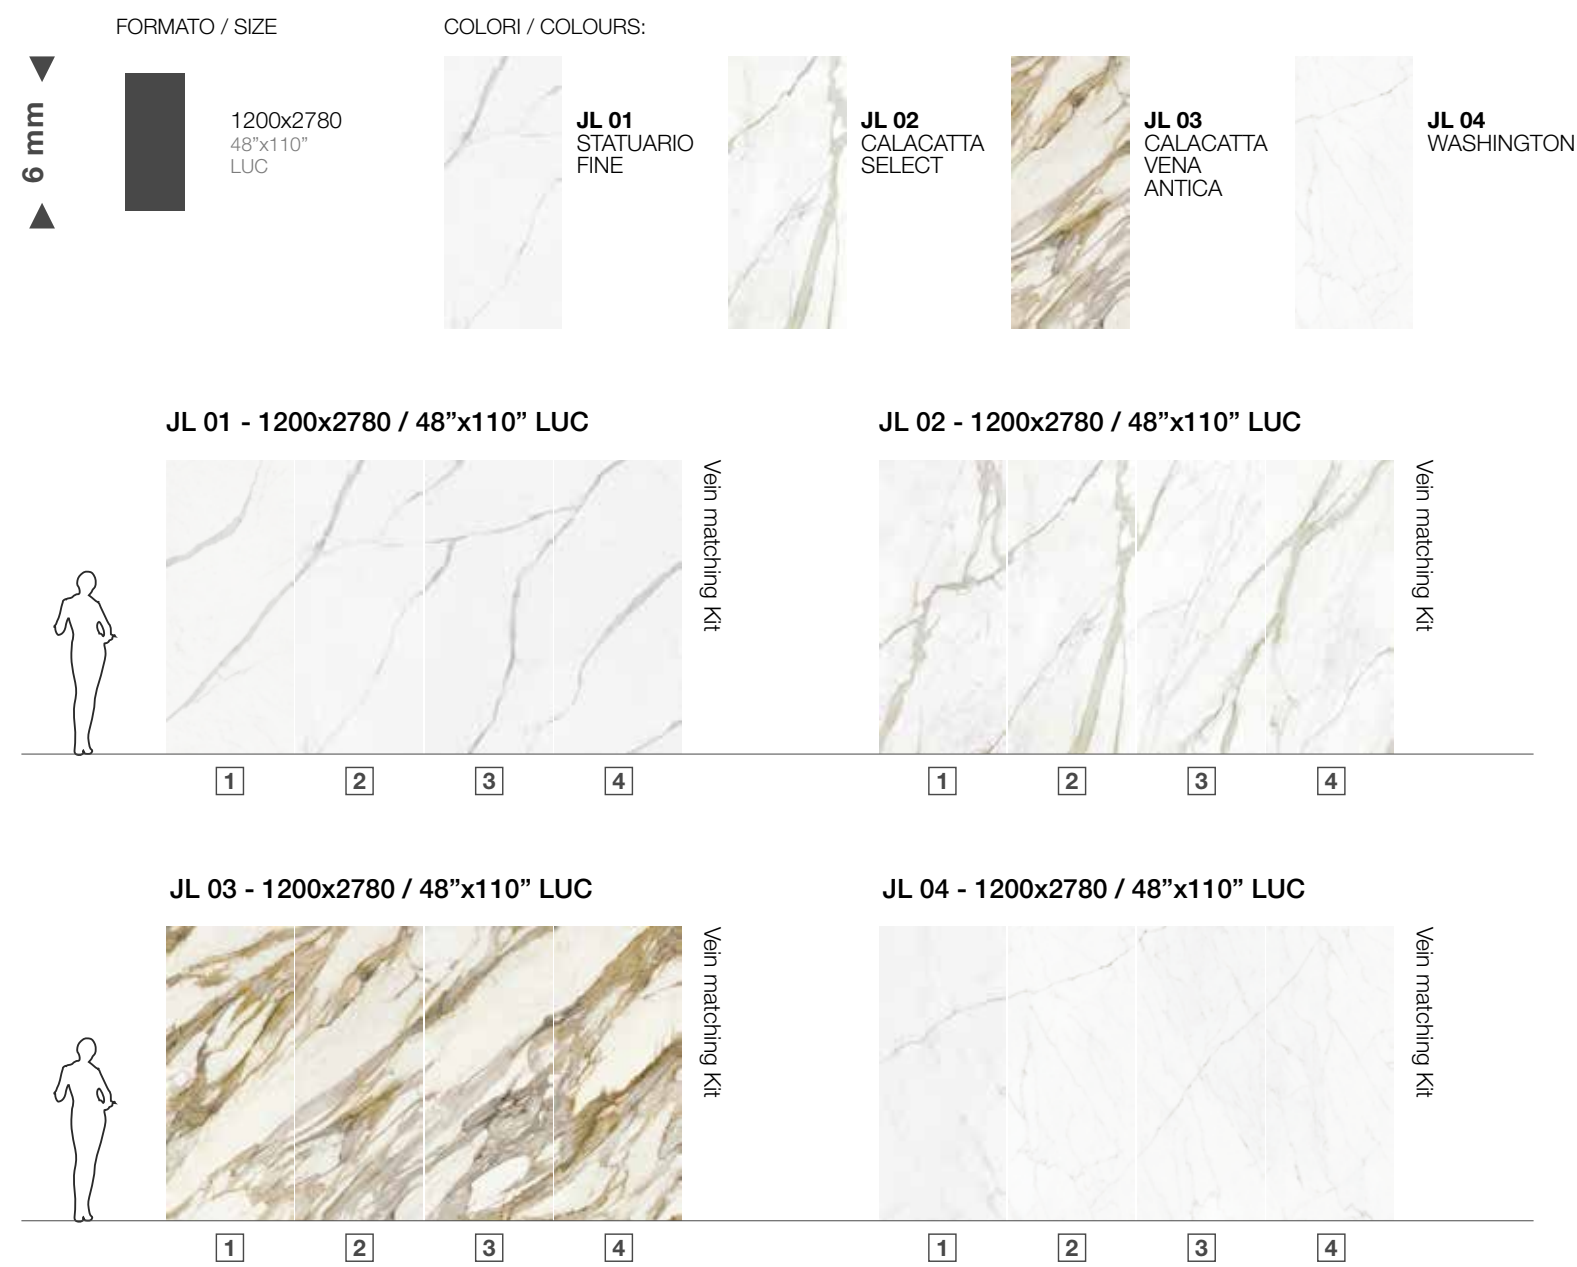 FORMATO / SIZE
COLORI / COLOURS:
6 mm
1200x2780
48”x110”
LUC
JL 01
STATUARIO
FINE
JL 02
CALACATTA
SELECT
JL 03
CALACATTA
VENA
ANTICA
JL 04
WASHINGTON
JL 01 - 1200x2780 / 48”x110” LUC
Vein matching Kit
1 2 3 4
JL 02 - 1200x2780 / 48”x110” LUC
Vein matching Kit
1 2 3 4
JL 03 - 1200x2780 / 48”x110” LUC
Vein matching Kit
1 2 3 4
JL 04 - 1200x2780 / 48”x110” LUC
Vein matching Kit
1 2 3 4